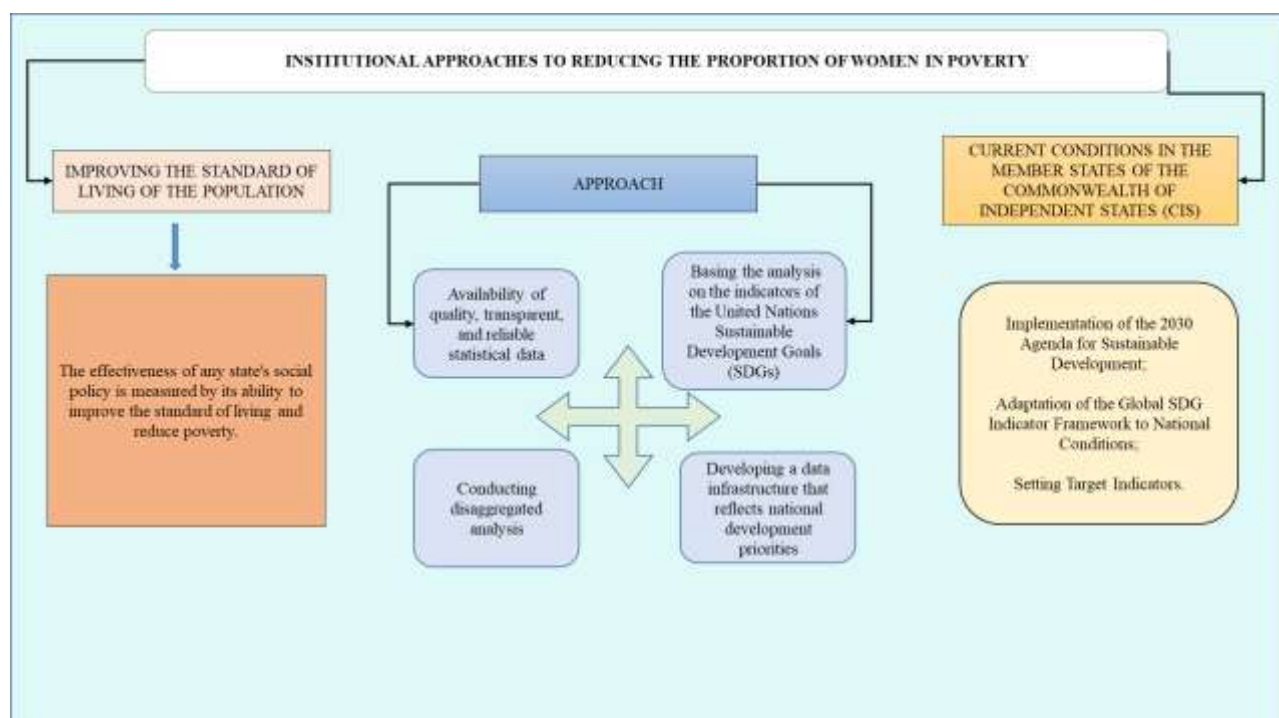 INSTITUTIONAL APPROACHES TO REDUCING THE PROPORTION OF WOMEN IN POVERTY
IMPROVING THE STANDARD OF
LIVING OF THE POPULATION
The effectiveness of any state's social
policy is measured by its ability to
improve the standard of living and
reduce poverty.
APPROACH
Availability of
quality, transparent,
and reliable
statistical data
Basing the analysis
on the indicators of
the United Nations
Sustainable
Development Goals
(SDGs)
Conducting
disaggregated
analysis
Developing a data
infrastructure that
reflects national
development
priorities
CURRENT CONDITIONS IN THE
MEMBER STATES OF THE
COMMONWEALTH OF
INDEPENDENT STATES (CIS)
Implementation of the 2030
Agenda for Sustainable
Development;
Adaptation of the Global SDG
Indicator Framework to National
Conditions;
Setting Target Indicators.